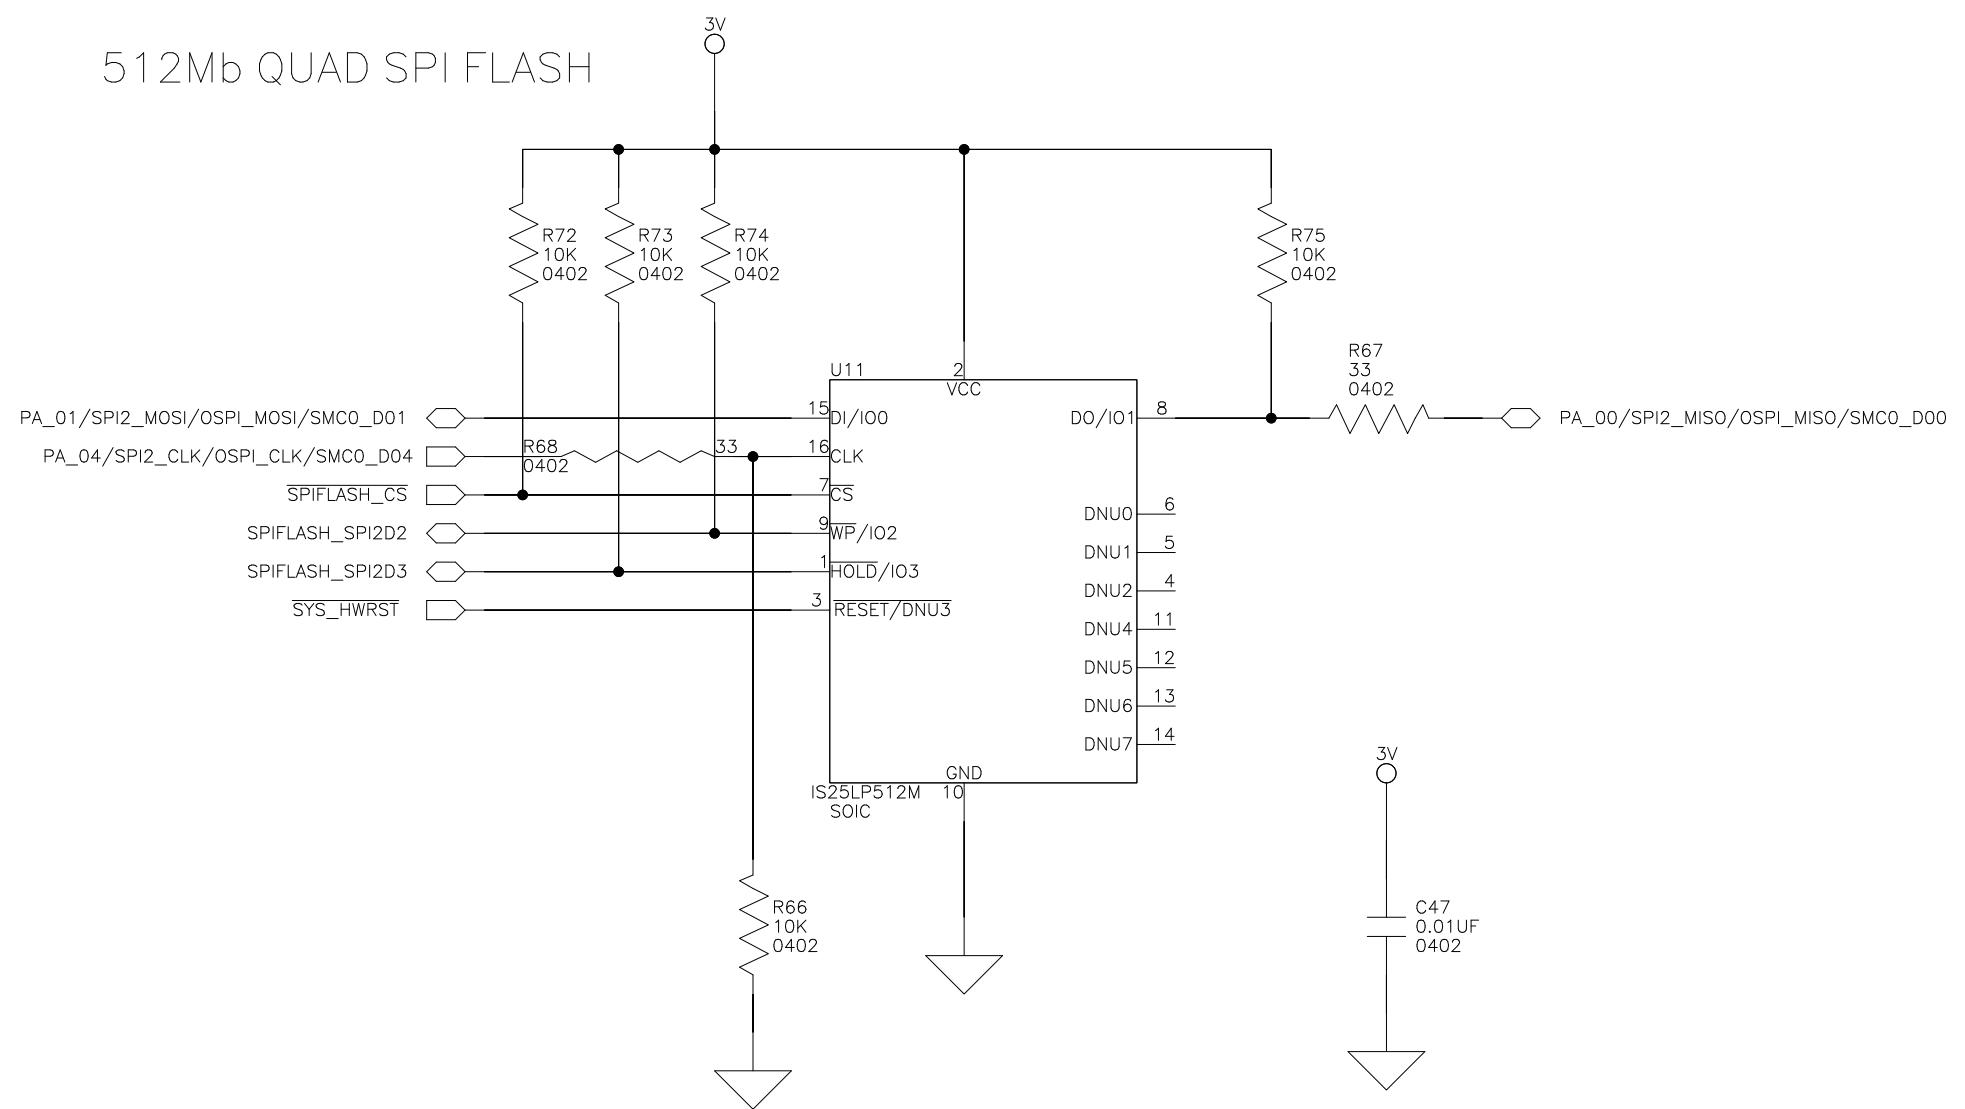 3V
512Mb QUAD SPI FLASH
R72
10K
0402
R73
10K
0402
R74
10K
0402
R75
10K
0402
R67
33
0402
U11
2
VCC
PA_01/SPI2_MOSI/OSPI_MOSI/SMC0_D01
15
DI/IO0
DO/IO1
8
PA_00/SPI2_MISO/OSPI_MISO/SMC0_D00
PA_04/SPI2_CLK/OSPI_CLK/SMC0_D04
R68
0402
33
16
CLK
SPIFLASH_CS
7
CS
SPIFLASH_SPI2D2
9
WP/IO2
SPIFLASH_SPI2D3
1
HOLD/IO3
SYS_HWRST
3
RESET/DNU3
DNU0
6
DNU1
5
DNU2
4
DNU4
11
DNU5
12
DNU6
13
DNU7
14
GND
10
IS25LP512M
SOIC
3V
R66
10K
0402
C47
0.01UF
0402